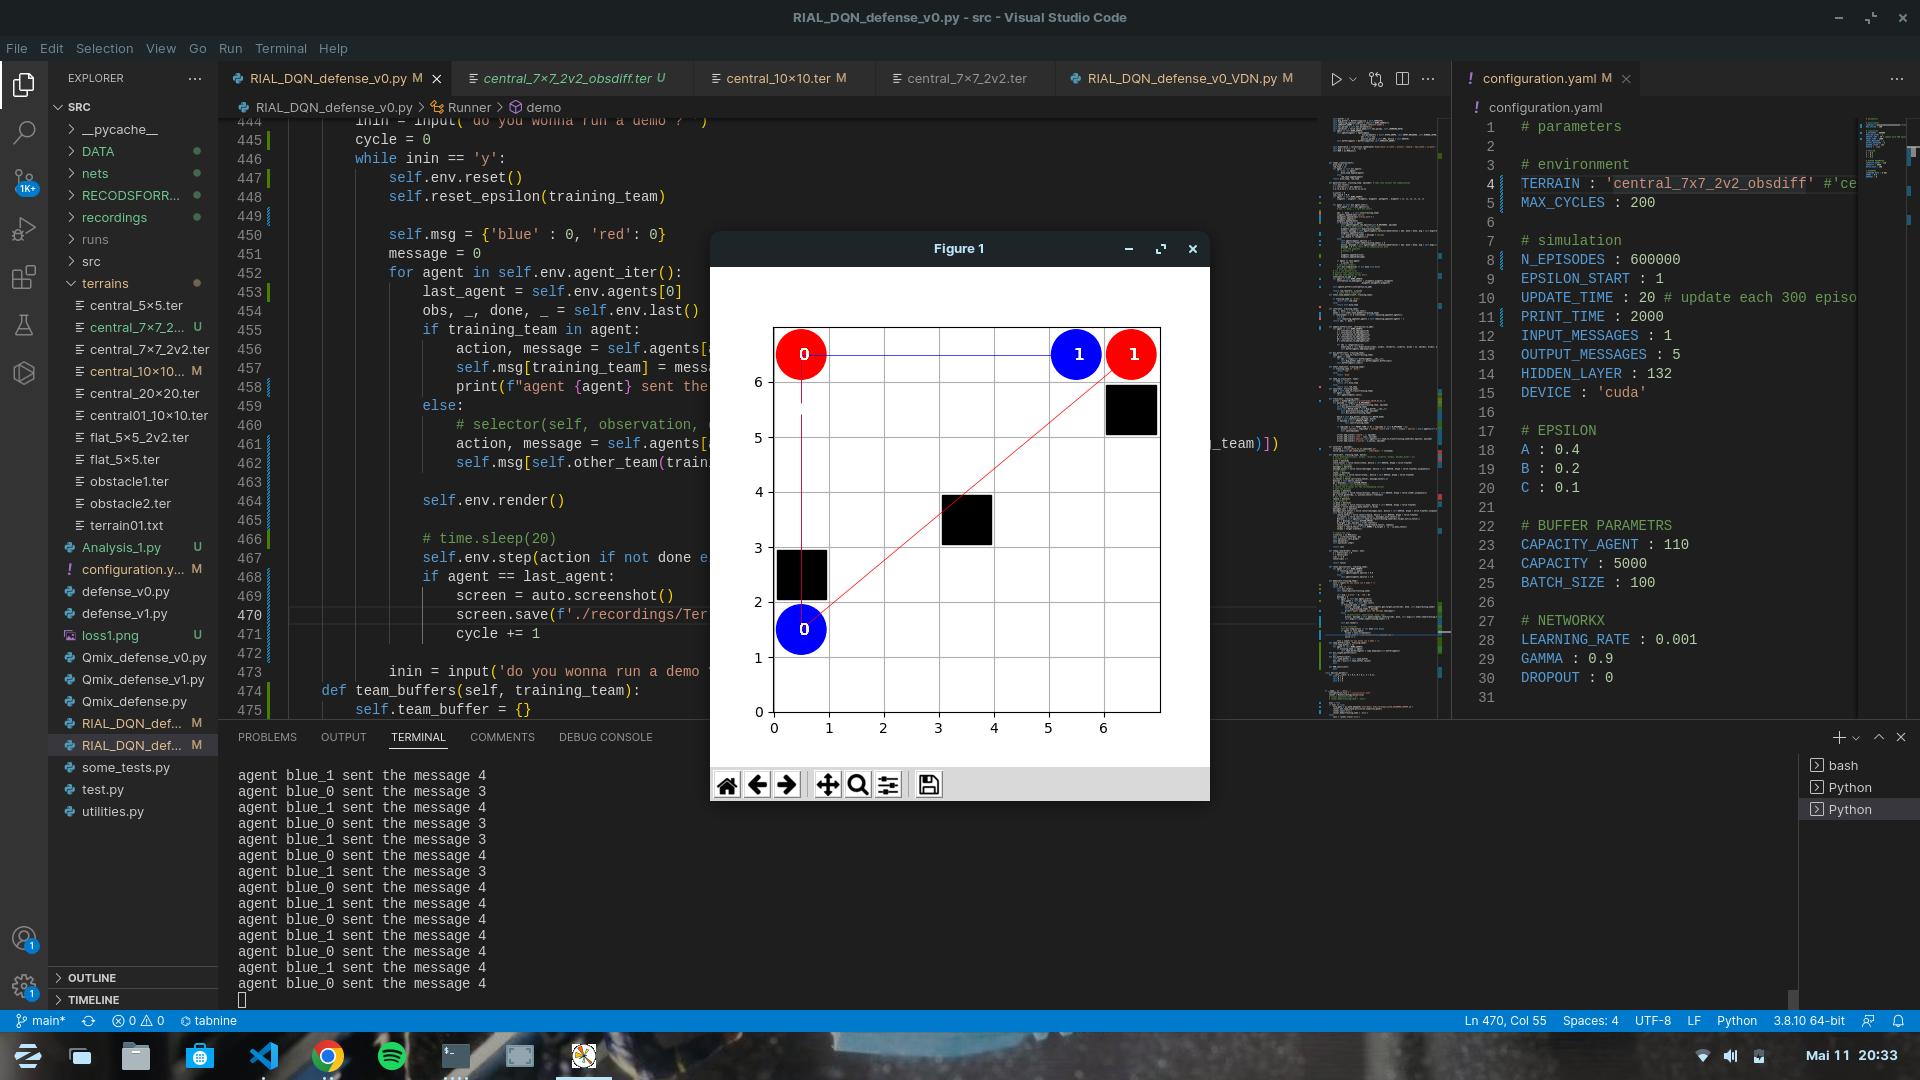 RIAL_DQN_defense_v0.py - src - Visual Studio Code
File Edit Selection View Go Run Terminal Help
EXPLORER
SRC
__pycache__
DATA
nets
RECODSFORR...
recordings
runs
src
terrains
central_5×5.ter
central_7×7_2... U
central_7×7_2v2.ter
central_10×10... M
central_20×20.ter
central01_10×10.ter
flat_5×5_2v2.ter
flat_5×5.ter
obstacle1.ter
obstacle2.ter
terrain01.txt
Analysis_1.py U
configuration.y... M
defense_v0.py
defense_v1.py
loss1.png U
Qmix_defense_v0.py
Qmix_defense_v1.py
Qmix_defense.py
RIAL_DQN_def... M
RIAL_DQN_def... M
some_tests.py
test.py
utilities.py
OUTLINE
TIMELINE
1K+
1
1
RIAL_DQN_defense_v0.py M central_7×7_2v2_obsdiff.ter U central_10×10.ter M central_7×7_2v2.ter RIAL_DQN_defense_v0_VDN.py M
RIAL_DQN_defense_v0.py > Runner > demo
444 inin = input('do you wonna run a demo ? ')
445 cycle = 0
446 while inin == 'y':
447 self.env.reset()
448 self.reset_epsilon(training_team)
449
450 self.msg = {'blue' : 0, 'red': 0}
451 message = 0
452 for agent in self.env.agent_iter():
453 last_agent = self.env.agents[0]
454 obs, _, done, _ = self.env.last()
455 if training_team in agent:
456 action, message = self.agents[
457 self.msg[training_team] = mess
458 print(f"agent {agent} sent the
459 else:
460 # selector(self, observation,
461 action, message = self.agents[ _team)])
462 self.msg[self.other_team(train
463
464 self.env.render()
465
466 # time.sleep(20)
467 self.env.step(action if not done e
468 if agent == last_agent:
469 screen = auto.screenshot()
470 screen.save(f'./recordings/Ter
471 cycle += 1
472
473 inin = input('do you wonna run a demo
474 def team_buffers(self, training_team):
475 self.team_buffer = {}
Figure 1
0 1 1
6
5
4
3
2
0
1
0
0 1 2 3 4 5 6
configuration.yaml M
configuration.yaml
1 # parameters
2
3 # environment
4 TERRAIN : 'central_7x7_2v2_obsdiff' #'ce
5 MAX_CYCLES : 200
6
7 # simulation
8 N_EPISODES : 600000
9 EPSILON_START : 1
10 UPDATE_TIME : 20 # update each 300 episo
11 PRINT_TIME : 2000
12 INPUT_MESSAGES : 1
13 OUTPUT_MESSAGES : 5
14 HIDDEN_LAYER : 132
15 DEVICE : 'cuda'
16
17 # EPSILON
18 A : 0.4
19 B : 0.2
20 C : 0.1
21
22 # BUFFER PARAMETRS
23 CAPACITY_AGENT : 110
24 CAPACITY : 5000
25 BATCH_SIZE : 100
26
27 # NETWORKX
28 LEARNING_RATE : 0.001
29 GAMMA : 0.9
30 DROPOUT : 0
31
PROBLEMS OUTPUT TERMINAL COMMENTS DEBUG CONSOLE
agent blue_1 sent the message 4
agent blue_0 sent the message 3
agent blue_1 sent the message 4
agent blue_0 sent the message 3
agent blue_1 sent the message 3
agent blue_0 sent the message 4
agent blue_1 sent the message 3
agent blue_0 sent the message 4
agent blue_1 sent the message 4
agent blue_0 sent the message 4
agent blue_1 sent the message 4
agent blue_0 sent the message 4
agent blue_1 sent the message 4
agent blue_0 sent the message 4
bash
Python
Python
main* 0 0 tabnine Ln 470, Col 55 Spaces: 4 UTF-8 LF Python 3.8.10 64-bit
Mai 11 20:33